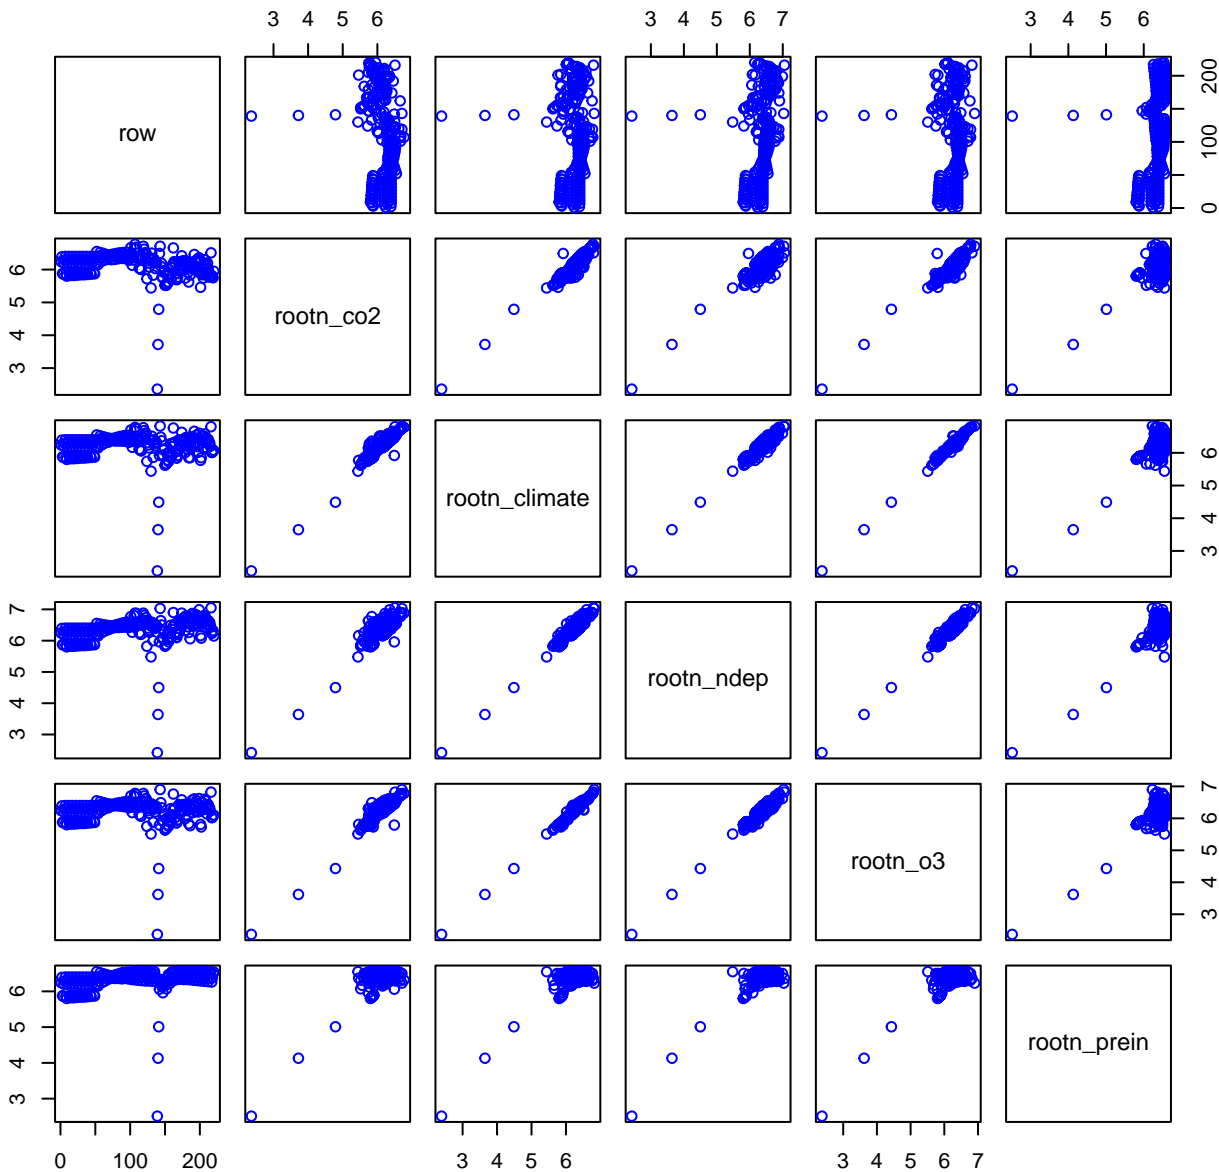 3 4 5 6 3 4 5 6 7 3 4 5 6
row 0 100 200
3 4 5 6 rootn_co2
rootn_climate 3 4 5 6
3 4 5 6 7 rootn_ndep
rootn_o3 3 4 5 6 7
3 4 5 6 rootn_prein
0 100 200 3 4 5 6 3 4 5 6 7